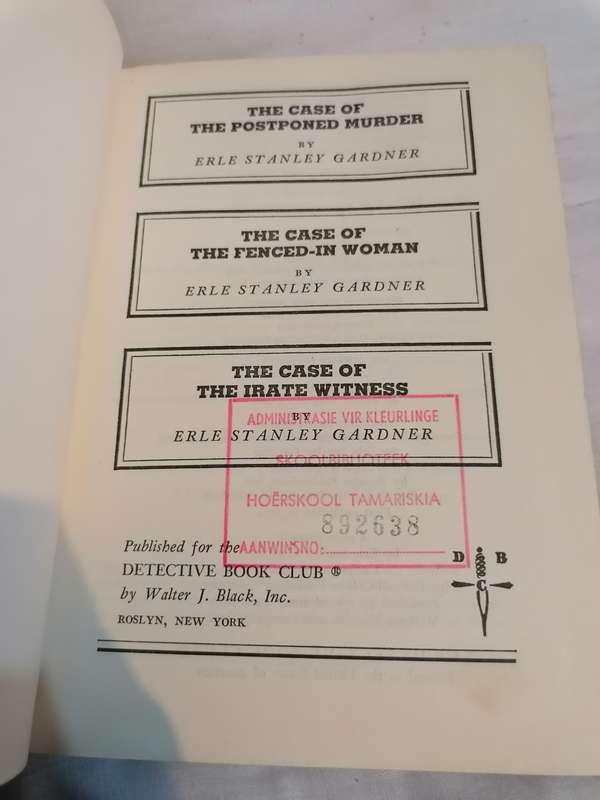 THE CASE OF
THE POSTPONED MURDER
BY
ERLE STANLEY GARDNER
THE CASE OF
THE FENCED-IN WOMAN
BY
ERLE STANLEY GARDNER
THE CASE OF
THE IRATE WITNESS
BY
ERLE STANLEY GARDNER
ADMINISTRASIE VIR KLEURLINGE
SKOOLBIBLIOTEEK
HOËRSKOOL TAMARISKIA
892638
AANWINSNO:
Published for the
DETECTIVE BOOK CLUB ®
by Walter J. Black, Inc.
ROSLYN, NEW YORK
D B
C